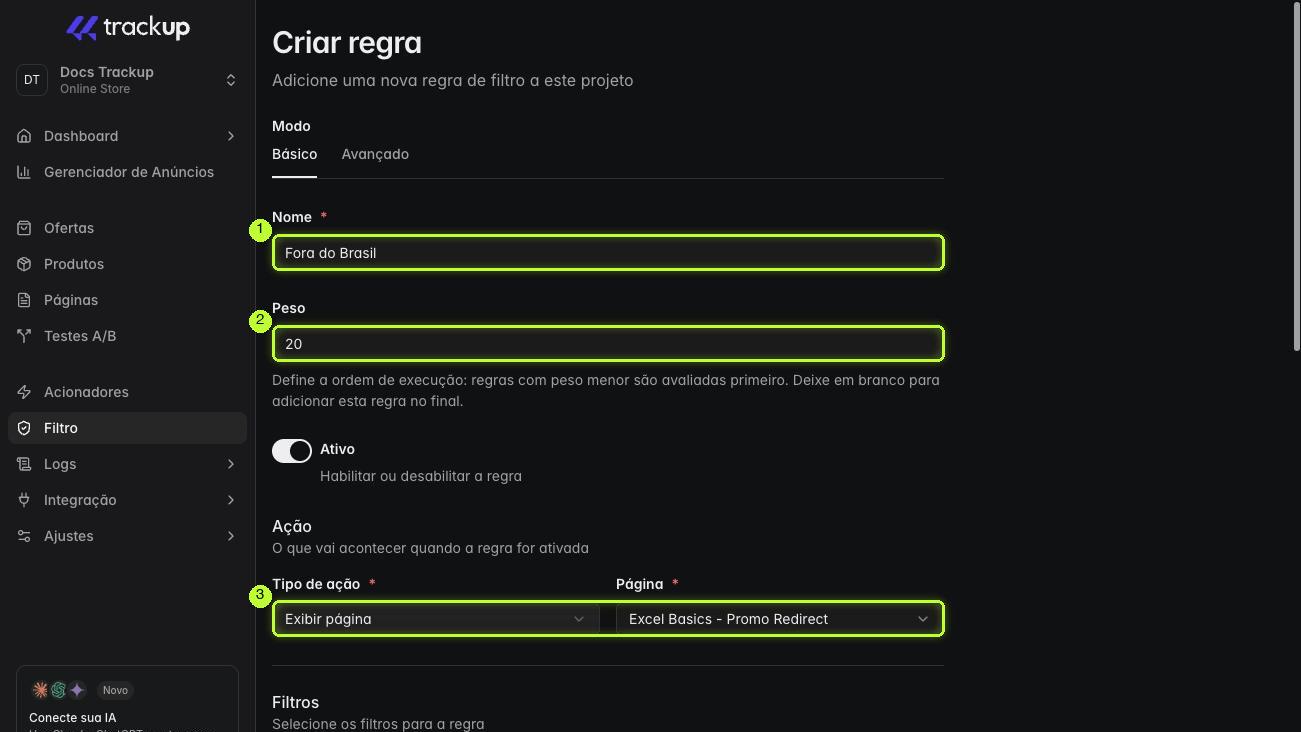 trackup
DT
Docs Trackup
Online Store
Dashboard
Gerenciador de Anúncios
Ofertas
Produtos
Páginas
Testes A/B
Acionadores
Filtro
Logs
Integração
Ajustes
Novo
Conecte sua IA
Criar regra
Adicione uma nova regra de filtro a este projeto
Modo
Básico Avançado
Nome *
1
Fora do Brasil
Peso
2
20
Define a ordem de execução: regras com peso menor são avaliadas primeiro. Deixe em branco para
adicionar esta regra no final.
Ativo
Habilitar ou desabilitar a regra
Ação
O que vai acontecer quando a regra for ativada
Tipo de ação * Página *
3
Exibir página Excel Basics - Promo Redirect
Filtros
Selecione os filtros para a regra